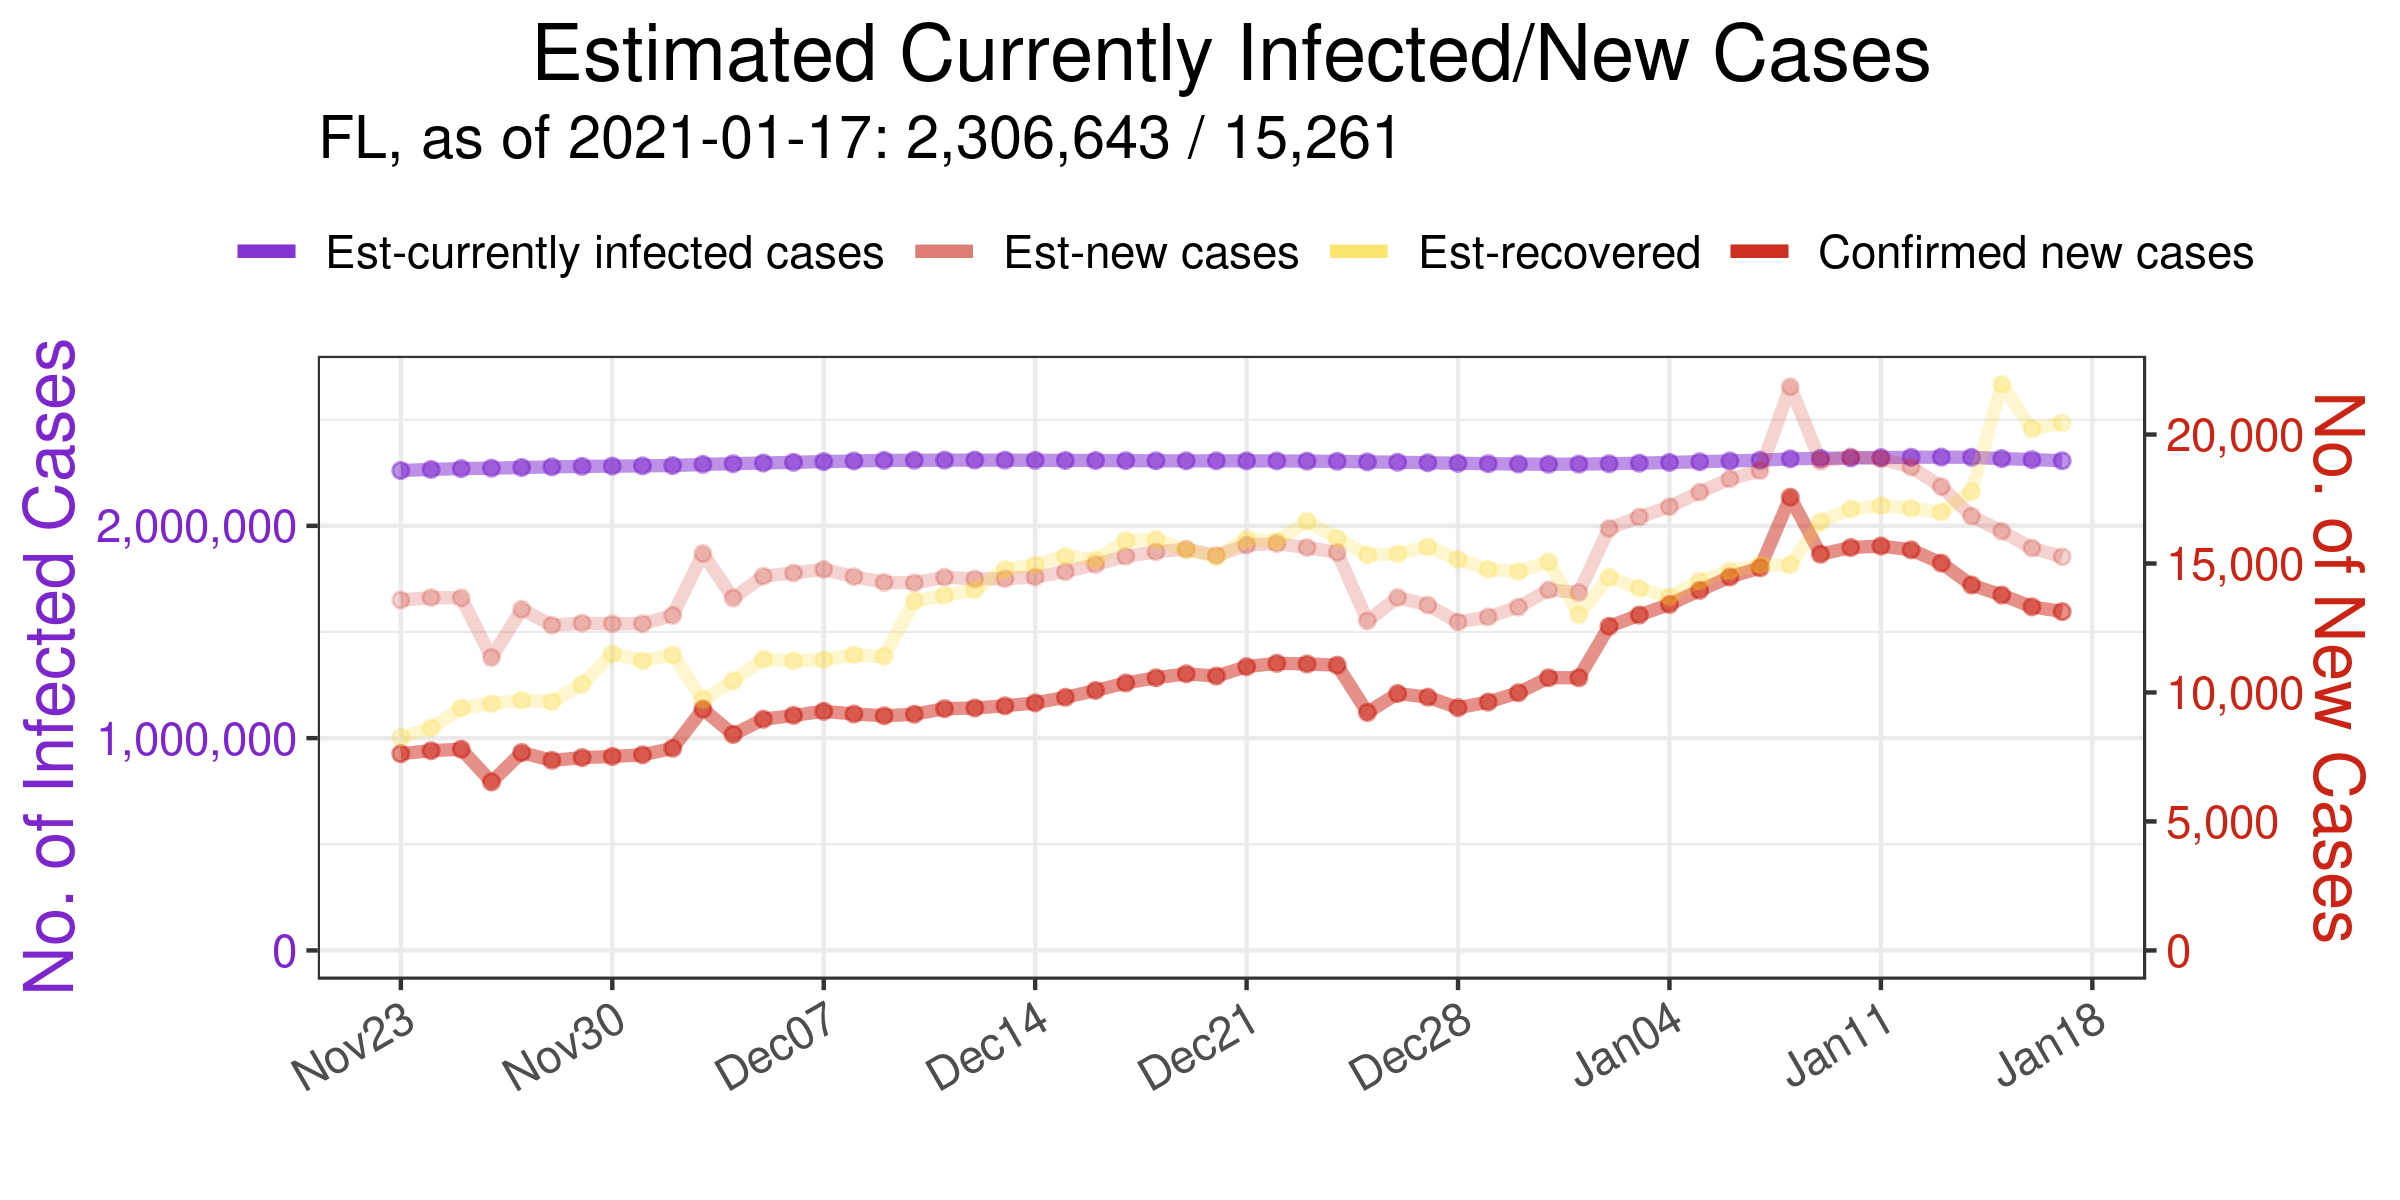 Estimated Currently Infected/New Cases
FL, as of 2021-01-17: 2,306,643 / 15,261
Est-currently infected cases Est-new cases Est-recovered Confirmed new cases
No. of Infected Cases
2,000,000
1,000,000
0
20,000
15,000
10,000
5,000
0
No. of New Cases
Nov23 Nov30 Dec07 Dec14 Dec21 Dec28 Jan04 Jan11 Jan18